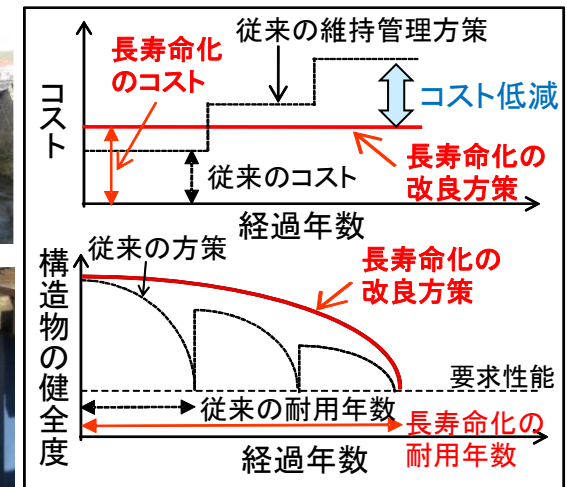 従来の維持管理方策
長寿命化
のコスト
コスト
コスト低減
従来のコスト
長寿命化の
改良方策
経過年数
従来の方策
長寿命化の
改良方策
構造物の健全度
要求性能
従来の耐用年数
長寿命化の
耐用年数
経過年数